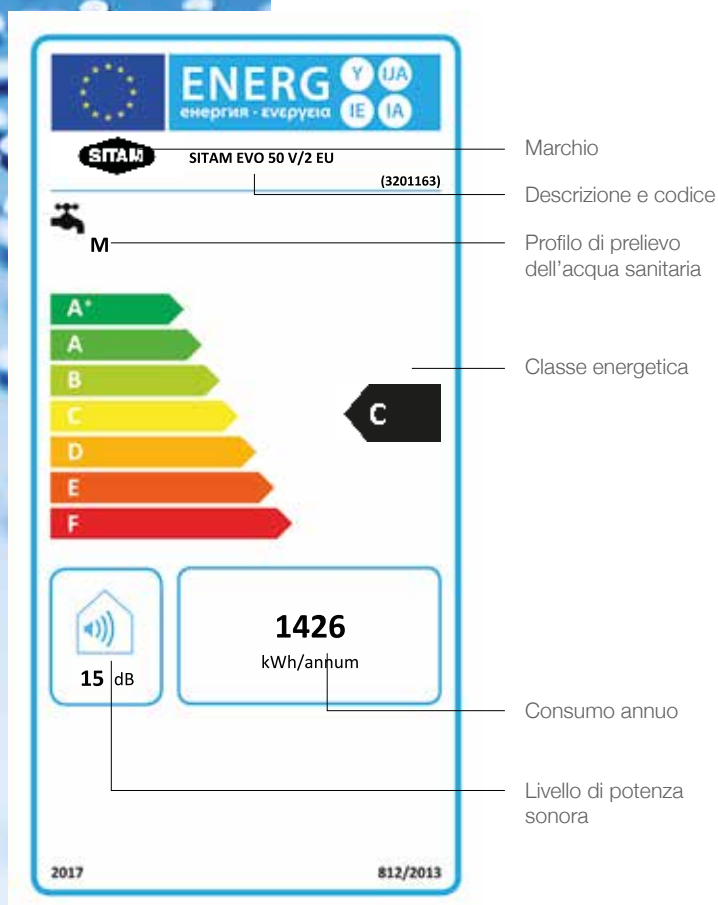 ENERG Y IJA
енергия · ενεργεια IE IA
SITAM
SITAM EVO 50 V/2 EU
(3201163)
Marchio
Descrizione e codice
M
Profilo di prelievo
dell'acqua sanitaria
A+
A
B
C
D
E
F
C
Classe energetica
15 dB
1426
kWh/annum
Consumo annuo
Livello di potenza
sonora
2017
812/2013